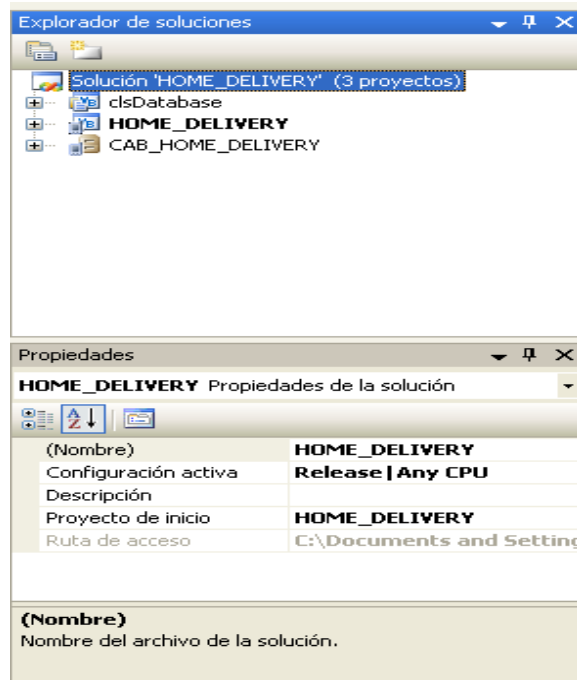 Explorador de soluciones
Solución 'HOME_DELIVERY' (3 proyectos)
clsDatabase
HOME_DELIVERY
CAB_HOME_DELIVERY
Propiedades
HOME_DELIVERY Propiedades de la solución
(Nombre) HOME_DELIVERY
Configuración activa Release|Any CPU
Descripción
Proyecto de inicio HOME_DELIVERY
Ruta de acceso C:\Documents and Setting
(Nombre)
Nombre del archivo de la solución.